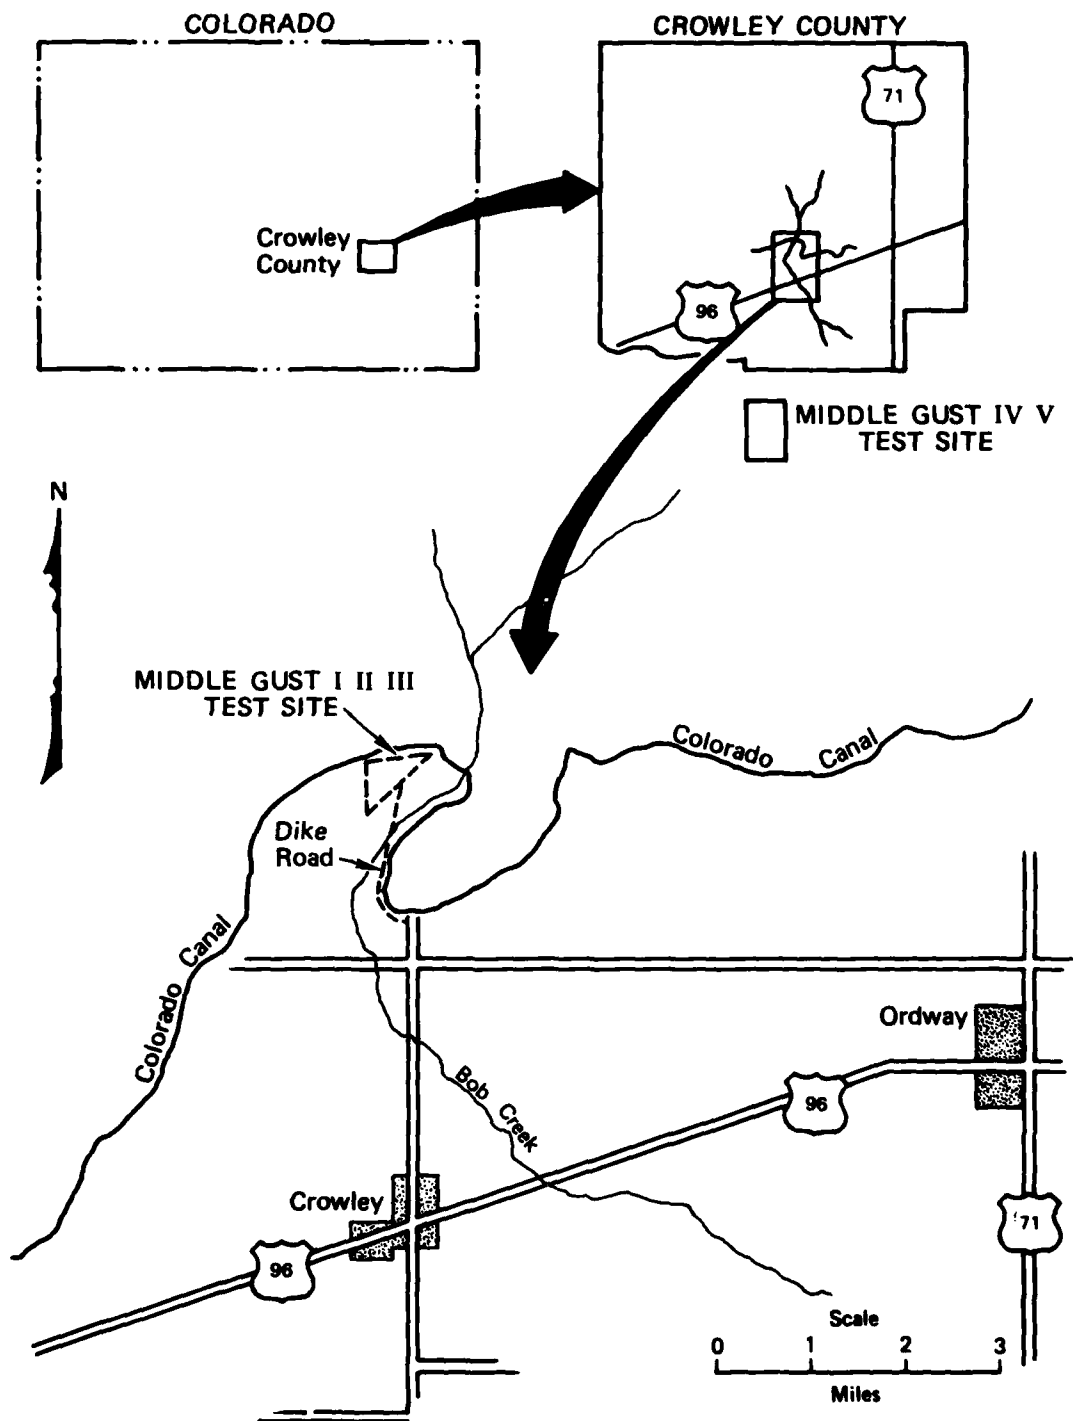 COLORADO
CROWLEY COUNTY
71
Crowley
County
96
MIDDLE GUST IV V
TEST SITE
N
MIDDLE GUST I II III
TEST SITE
Colorado Canal
Dike
Road
Colorado Canal
Ordway
Bob Creek
96
Crowley
71
96
Scale
0 1 2 3
Miles